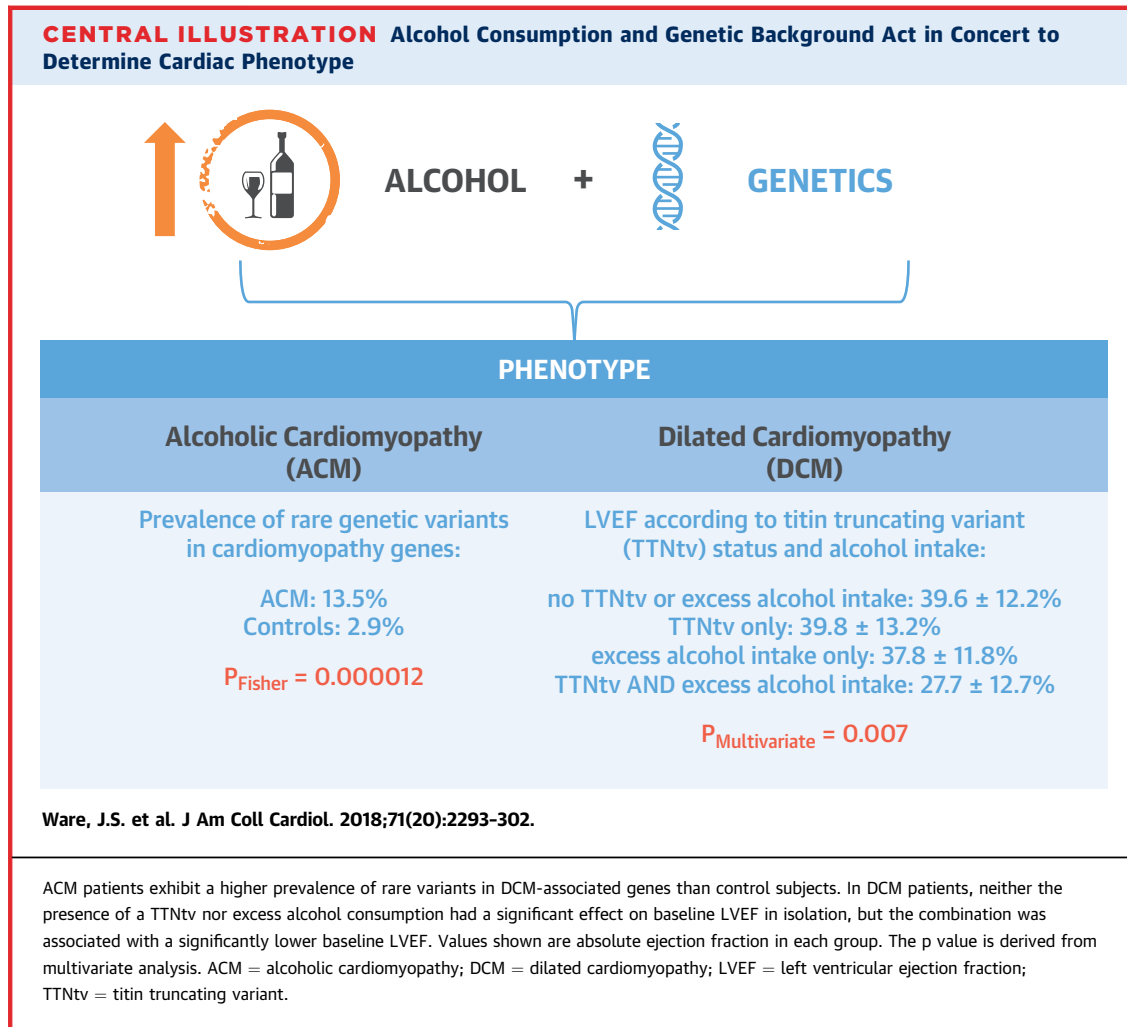 CENTRAL ILLUSTRATION Alcohol Consumption and Genetic Background Act in Concert to
Determine Cardiac Phenotype
ALCOHOL + GENETICS
PHENOTYPE
Alcoholic Cardiomyopathy
(ACM)
Prevalence of rare genetic variants
in cardiomyopathy genes:
ACM: 13.5%
Controls: 2.9%
PFisher = 0.000012
Dilated Cardiomyopathy
(DCM)
LVEF according to titin truncating variant
(TTNtv) status and alcohol intake:
no TTNtv or excess alcohol intake: 39.6 ± 12.2%
TTNtv only: 39.8 ± 13.2%
excess alcohol intake only: 37.8 ± 11.8%
TTNtv AND excess alcohol intake: 27.7 ± 12.7%
PMultivariate = 0.007
Ware, J.S. et al. J Am Coll Cardiol. 2018;71(20):2293–302.
ACM patients exhibit a higher prevalence of rare variants in DCM-associated genes than control subjects. In DCM patients, neither the
presence of a TTNtv nor excess alcohol consumption had a significant effect on baseline LVEF in isolation, but the combination was
associated with a significantly lower baseline LVEF. Values shown are absolute ejection fraction in each group. The p value is derived from
multivariate analysis. ACM = alcoholic cardiomyopathy; DCM = dilated cardiomyopathy; LVEF = left ventricular ejection fraction;
TTNtv = titin truncating variant.